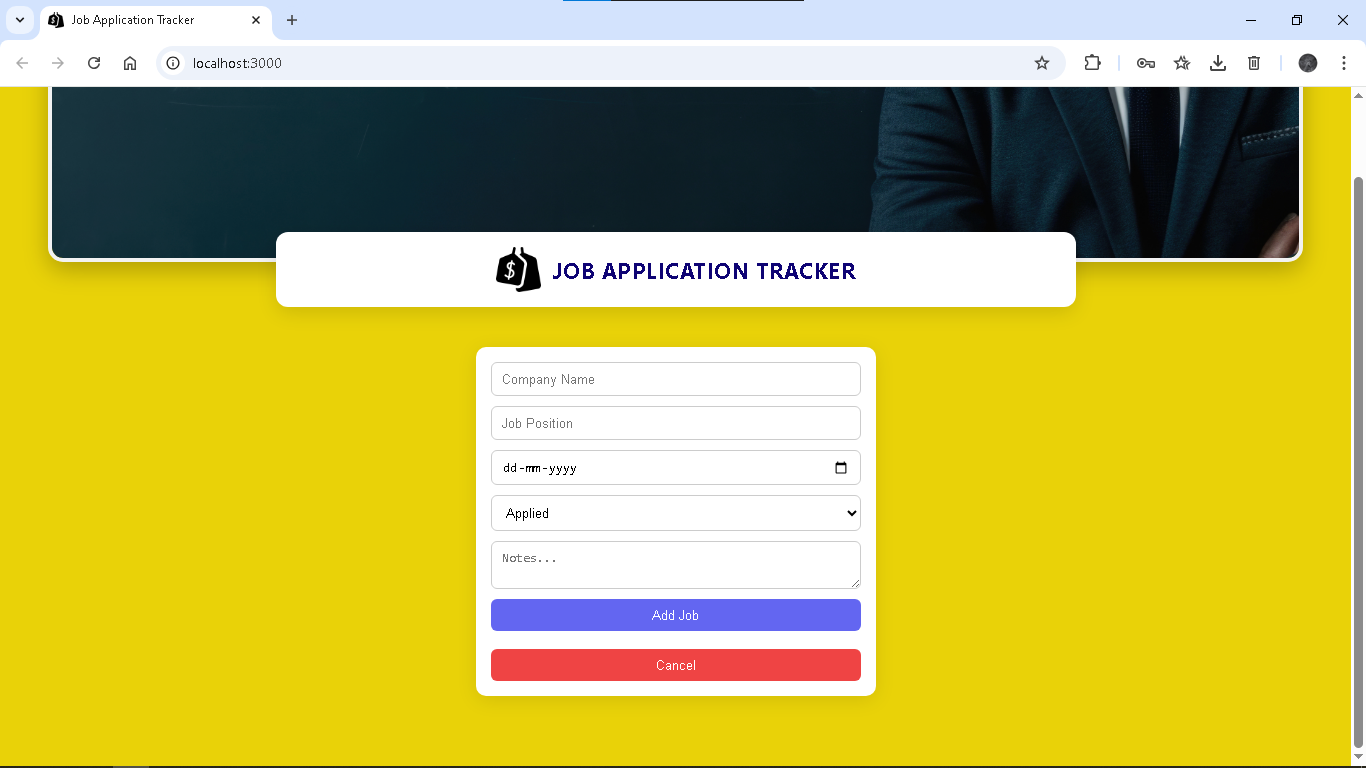 Job Application Tracker
localhost:3000
$ JOB APPLICATION TRACKER
Company Name
Job Position
dd-mm-yyyy
Applied
Notes...
Add Job
Cancel